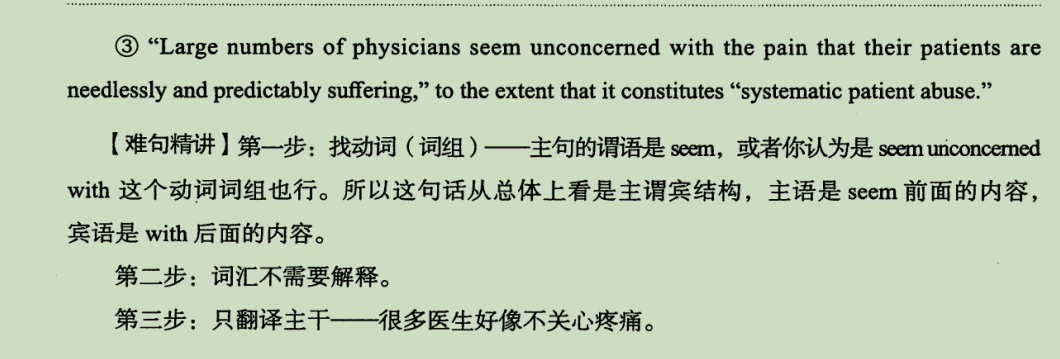 ③ “Large numbers of physicians seem unconcerned with the pain that their patients are
needlessly and predictably suffering,” to the extent that it constitutes “systematic patient abuse.”
【难句精讲】第一步：找动词（词组）——主句的谓语是 seem，或者你认为是 seem unconcerned
with 这个动词词组也行。所以这句话从总体上看是主谓宾结构，主语是 seem 前面的内容，
宾语是 with 后面的内容。
第二步：词汇不需要解释。
第三步：只翻译主干——很多医生好像不关心疼痛。